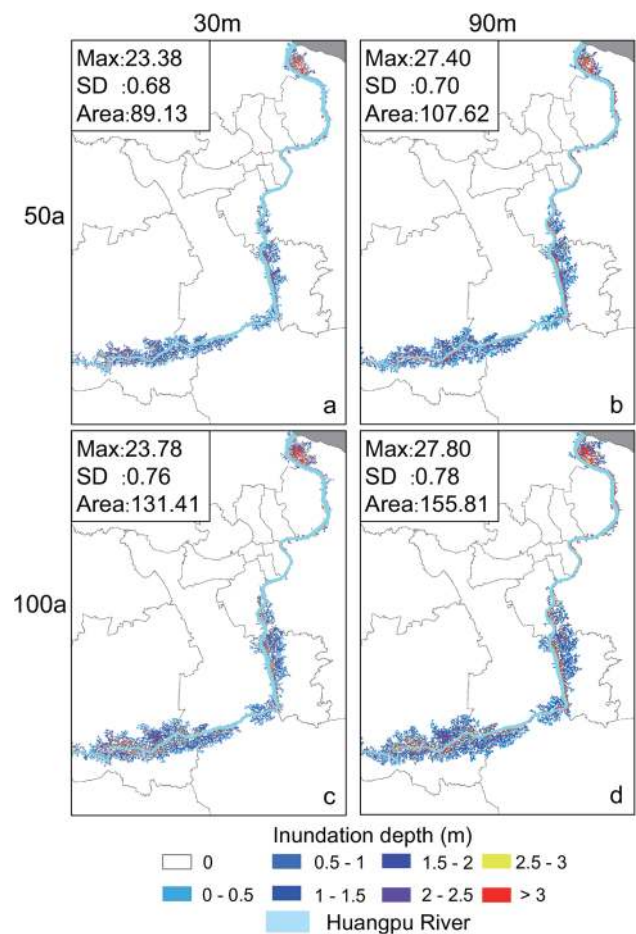 30m
90m
Max:23.38
SD :0.68
Area:89.13
Max:27.40
SD :0.70
Area:107.62
50a
a
b
Max:23.78
SD :0.76
Area:131.41
Max:27.80
SD :0.78
Area:155.81
100a
c
d
Inundation depth (m)
0
0.5 - 1
1.5 - 2
2.5 - 3
0 - 0.5
1 - 1.5
2 - 2.5
> 3
Huangpu River